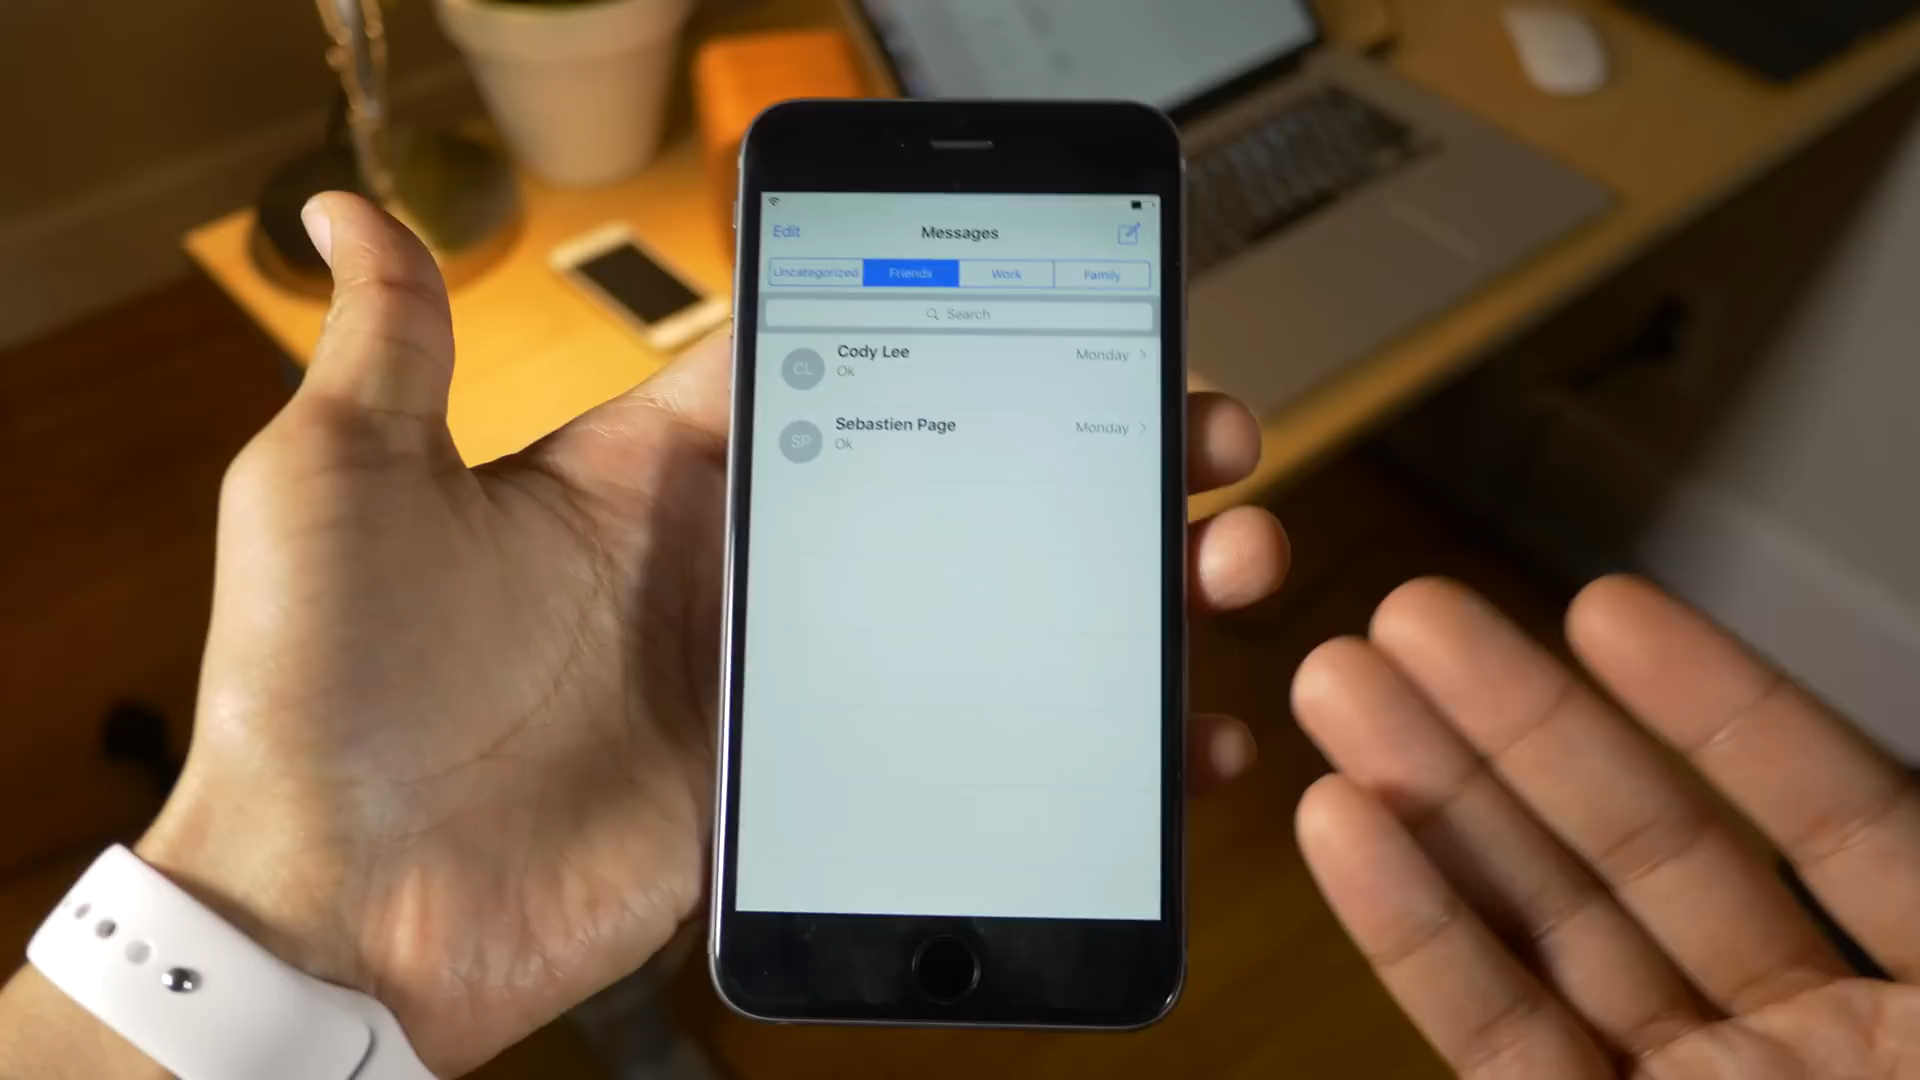 Edit Messages
Uncategorized Friends Work Family
Search
Cody Lee Monday
CL
Ok
Sebastien Page Monday
SP
Ok